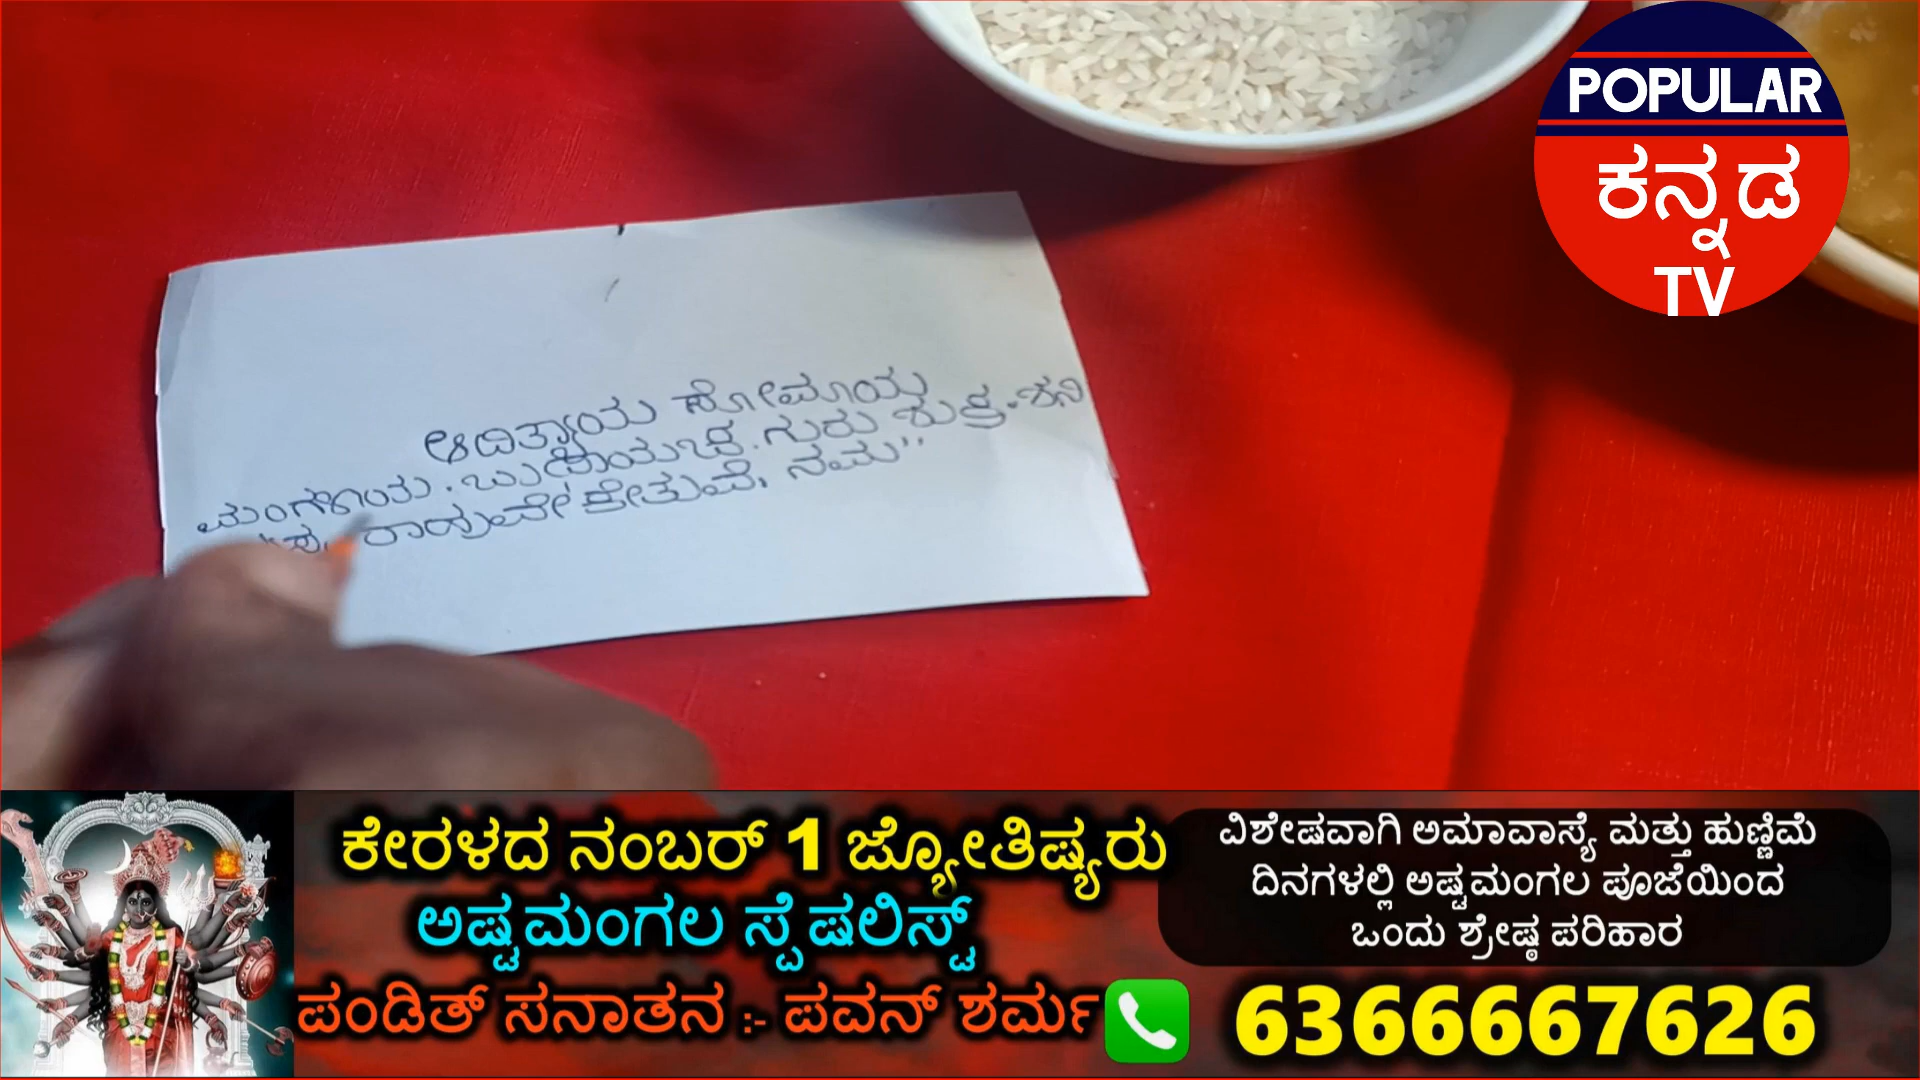 POPULAR
ಕನ್ನಡ
TV
ಆದಿತ್ಯಾಯ ಸೋಮಾಯ
ಮಂಗಳಾಯ. ಬುಧಾಯಚ. ಗುರು ಶುಕ್ರ. ಶನಿ
ರಾಹುವೇ ಕೇತುವೆ, ನಮ''
ಕೇರಳದ ನಂಬರ್ 1 ಜ್ಯೋತಿಷ್ಯರು
ಅಷ್ಟಮಂಗಲ ಸ್ಪೆಷಲಿಸ್ಟ್
ಪಂಡಿತ್ ಸನಾತನ :- ಪವನ್ ಶರ್ಮ
ವಿಶೇಷವಾಗಿ ಅಮಾವಾಸ್ಯೆ ಮತ್ತು ಹುಣ್ಣಿಮೆ
ದಿನಗಳಲ್ಲಿ ಅಷ್ಟಮಂಗಲ ಪೂಜೆಯಿಂದ
ಒಂದು ಶ್ರೇಷ್ಠ ಪರಿಹಾರ
6366667626